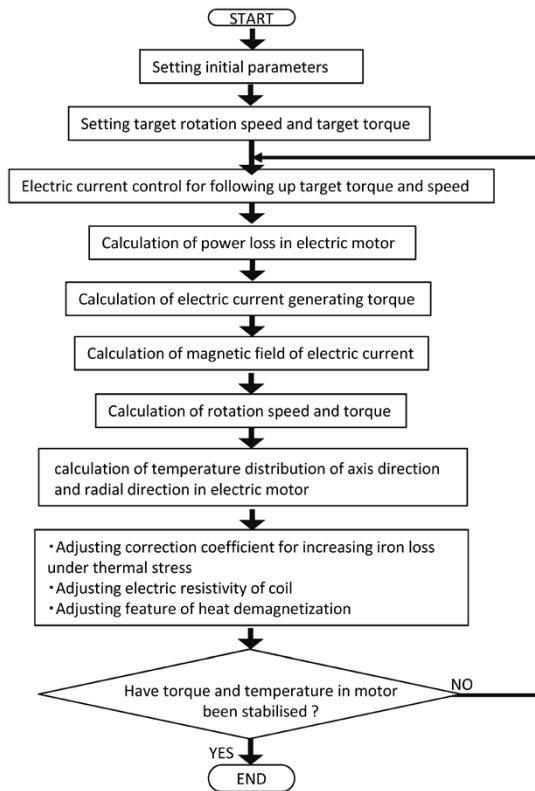 START
Setting initial parameters
Setting target rotation speed and target torque
Electric current control for following up target torque and speed
Calculation of power loss in electric motor
Calculation of electric current generating torque
Calculation of magnetic field of electric current
Calculation of rotation speed and torque
calculation of temperature distribution of axis direction
and radial direction in electric motor
・Adjusting correction coefficient for increasing iron loss
under thermal stress
・Adjusting electric resistivity of coil
・Adjusting feature of heat demagnetization
Have torque and temperature in motor
been stabilised ?
NO
YES
END